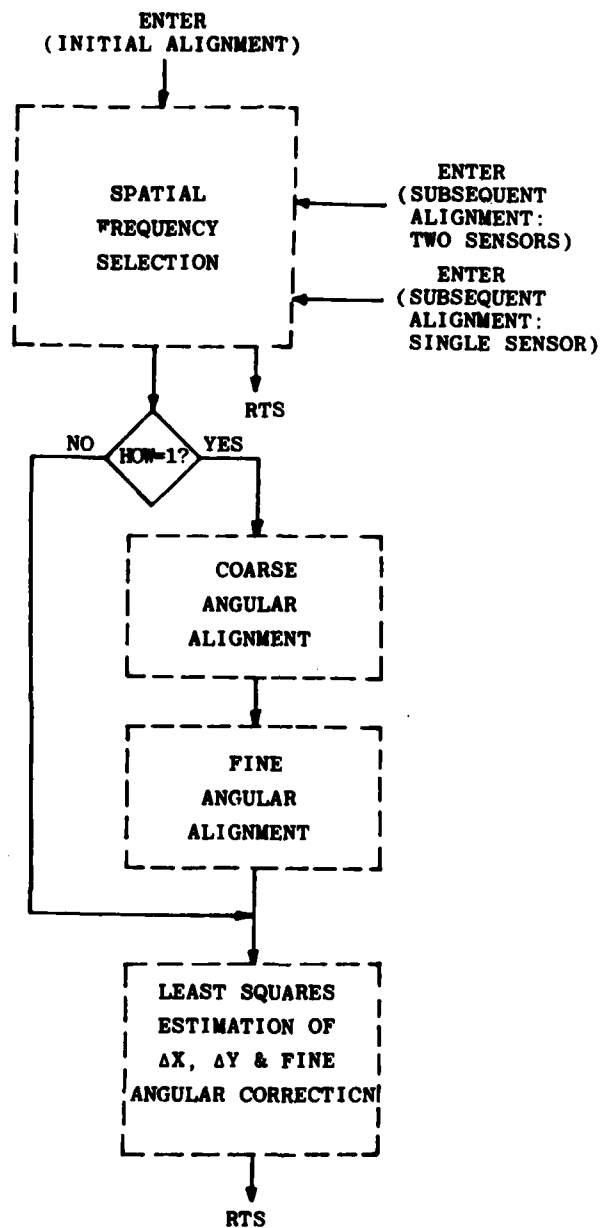 ENTER
(INITIAL ALIGNMENT)
SPATIAL
FREQUENCY
SELECTION
ENTER
(SUBSEQUENT
ALIGNMENT:
TWO SENSORS)
ENTER
(SUBSEQUENT
ALIGNMENT:
SINGLE SENSOR)
RTS
NO
HOW=1?
YES
COARSE
ANGULAR
ALIGNMENT
FINE
ANGULAR
ALIGNMENT
LEAST SQUARES
ESTIMATION OF
ΔX, ΔY & FINE
ANGULAR CORRECTION
RTS